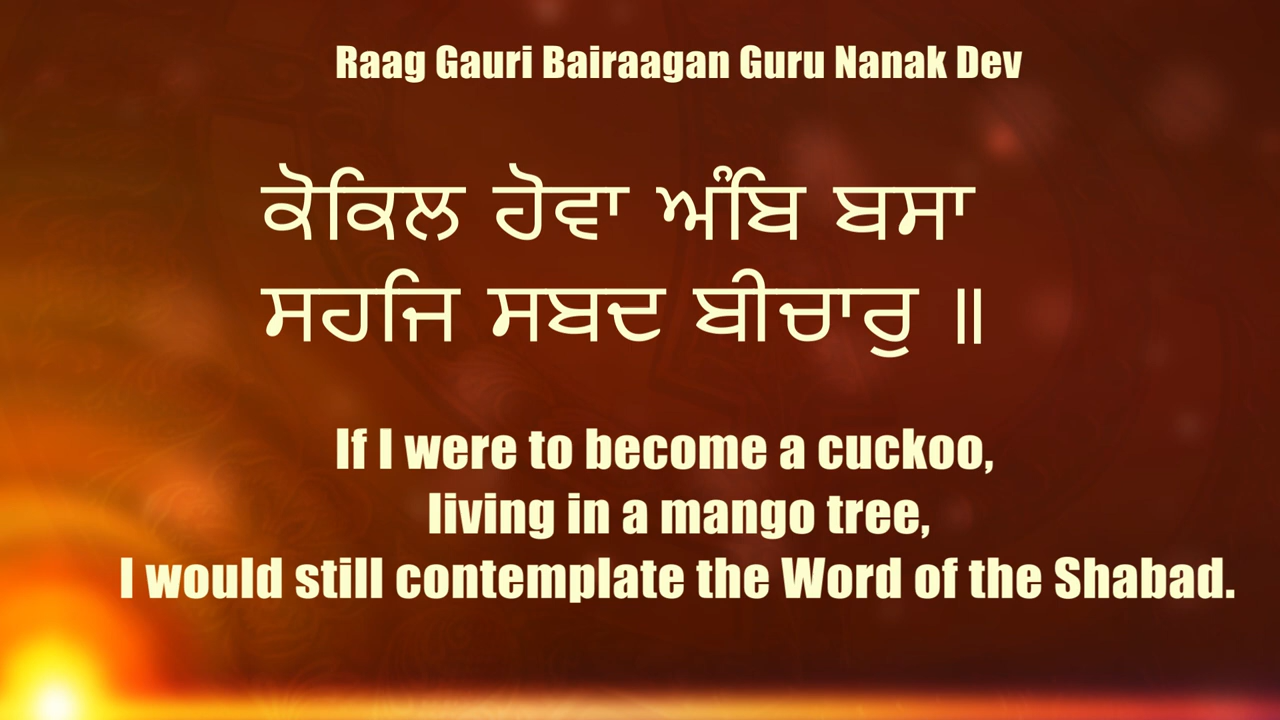 Raag Gauri Bairaagan Guru Nanak Dev
ਕੋਕਿਲ ਹੋਵਾ ਅੰਬਿ ਬਸਾ
ਸਹਜਿ ਸਬਦ ਬੀਚਾਰੁ ॥
If I were to become a cuckoo,
living in a mango tree,
I would still contemplate the Word of the Shabad.